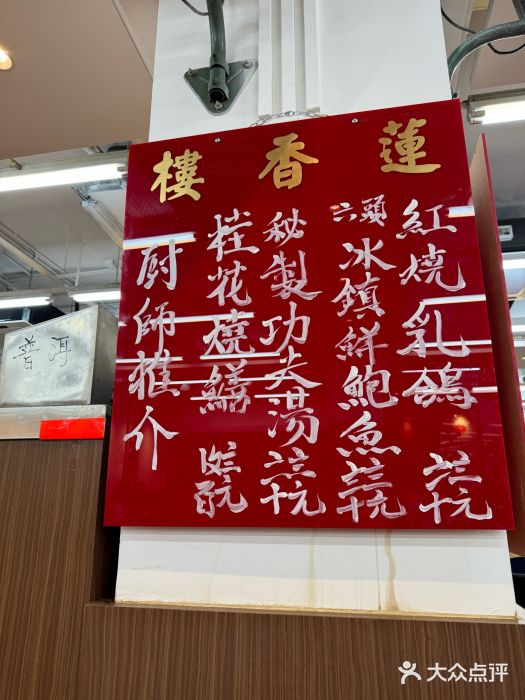 蓮香樓
紅燒乳鴿
六頭冰鎮鮮鮑魚
秘製功夫湯
桂花燒鱔
廚師推介
普洱
大众点评